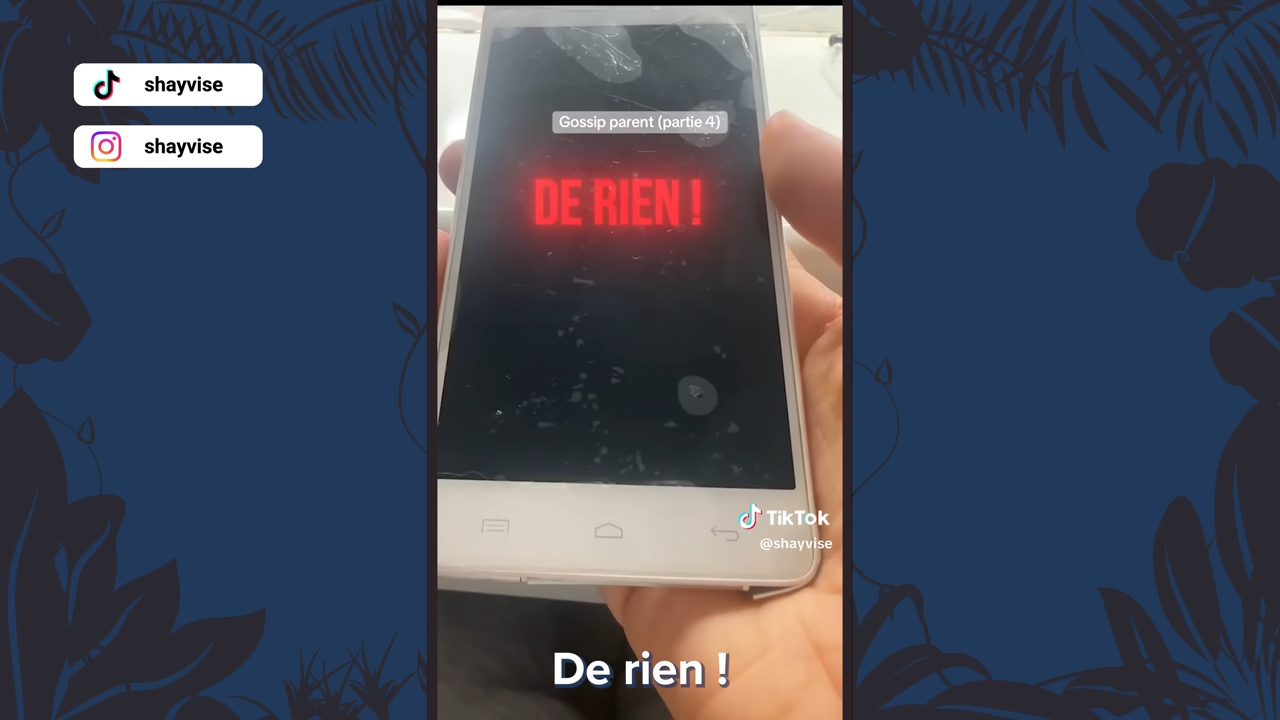 shayvise
shayvise
Gossip parent (partie 4)
DE RIEN !
TikTok
@shayvise
De rien !